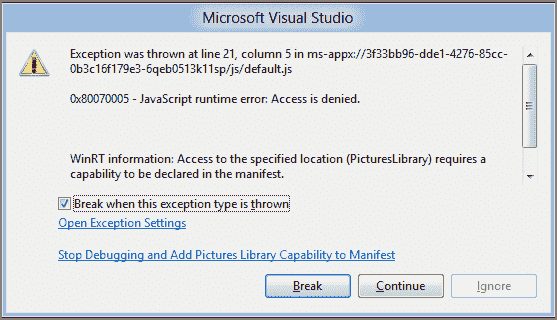 Microsoft Visual Studio
Exception was thrown at line 21, column 5 in ms-appx://3f33bb96-dde1-4276-85cc-
0b3c16f179e3-6qeb0513k11sp/js/default.js
0x80070005 - JavaScript runtime error: Access is denied.
WinRT information: Access to the specified location (PicturesLibrary) requires a
capability to be declared in the manifest.
Break when this exception type is thrown
Open Exception Settings
Stop Debugging and Add Pictures Library Capability to Manifest
Break Continue Ignore